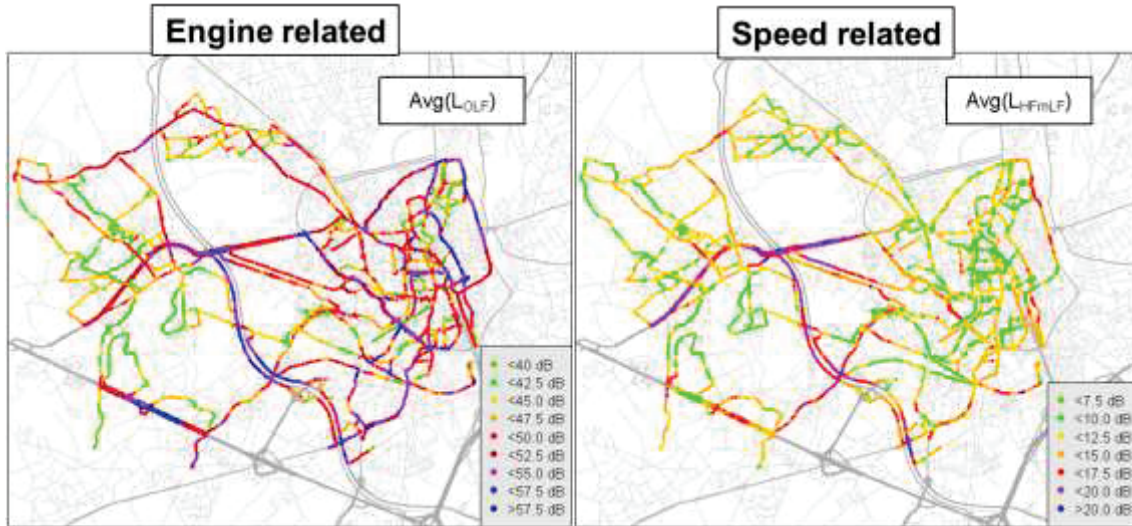 Engine related
Speed related
Avg(LOLF)
Avg(LHFmLF)
<40 dB
<42.5 dB
<45.0 dB
<47.5 dB
<50.0 dB
<52.5 dB
<55.0 dB
<57.5 dB
>57.5 dB
<7.5 dB
<10.0 dB
<12.5 dB
<15.0 dB
<17.5 dB
<20.0 dB
>20.0 dB